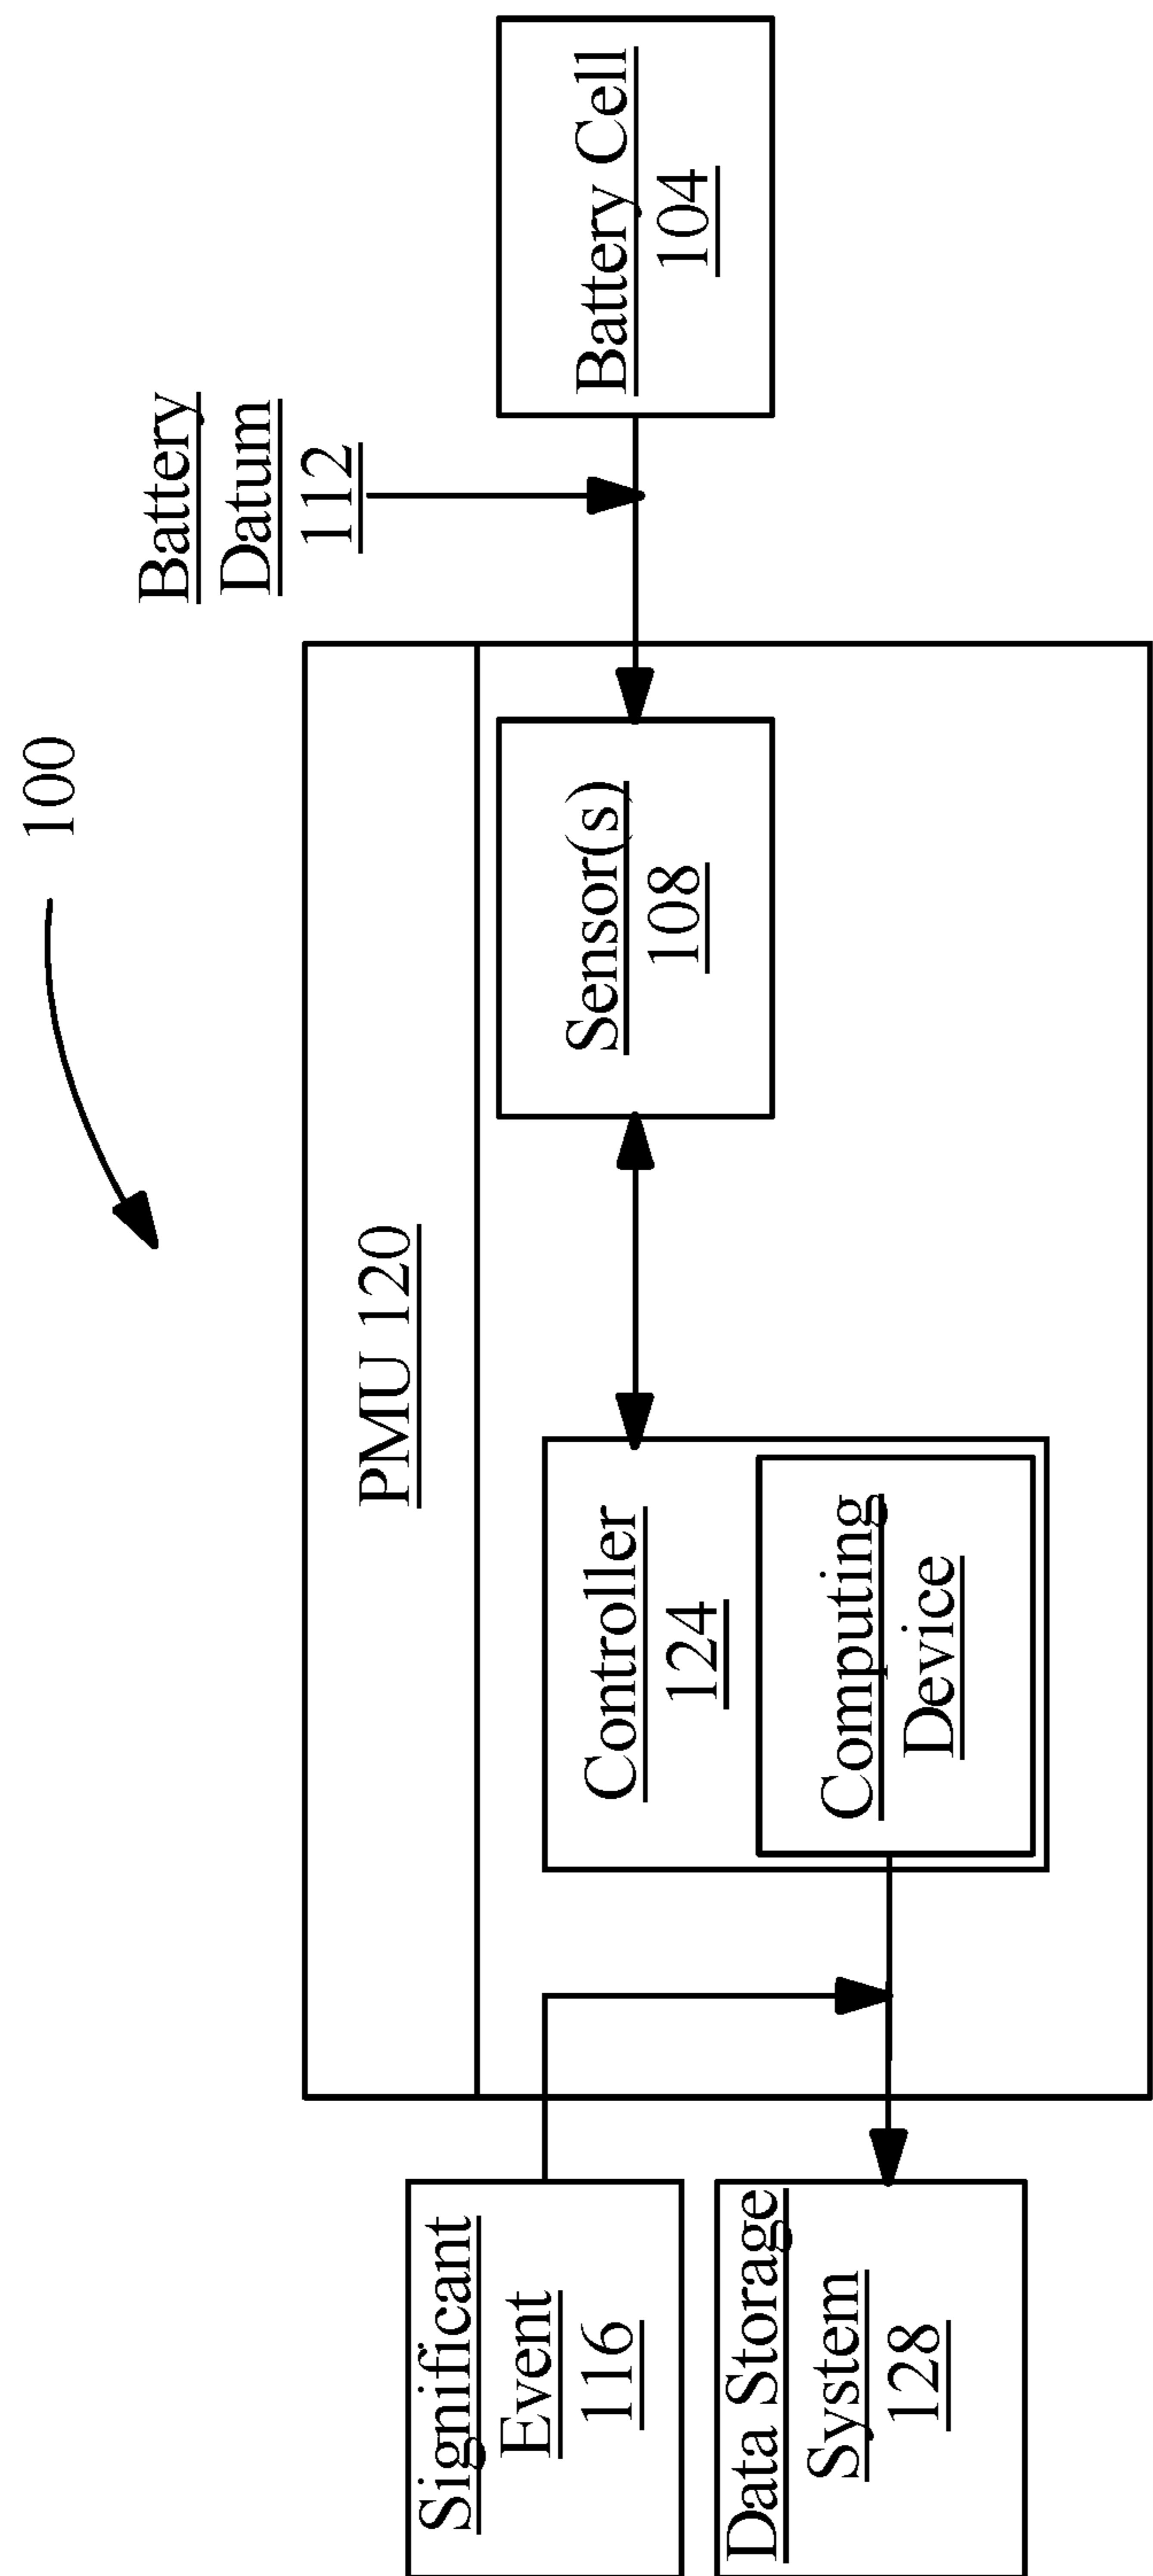 100
Significant
Event
116
Data Storage
System
128
PMU 120
Controller
124
Computing
Device
Sensor(s)
108
Battery
Datum
112
Battery Cell
104